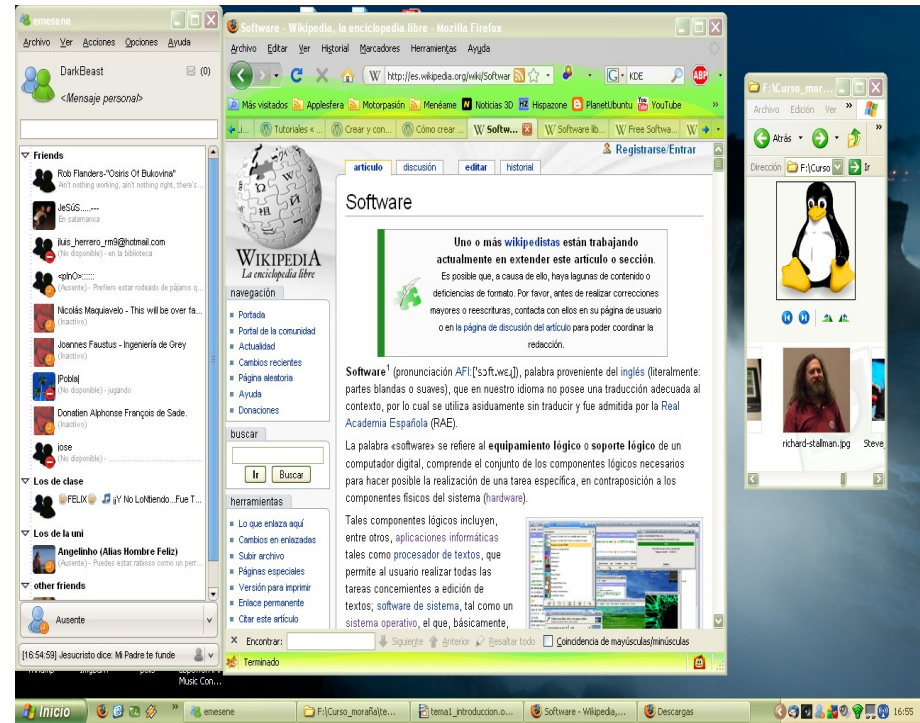 emesene
Archivo Ver Acciones Opciones Ayuda
DarkBeast (0)
<Mensaje personal>
Friends
Rob Flanders-"Osiris Of Bukovina"
Ain't nothing working, ain't nothing right, there's...
JeSÚS.....---
En salamanca
jluis_herrero_rm9@hotmail.com
(No disponible) - en la biblioteca
<pInO>::::::
(Ausente) - Prefiero estar rodeado de pájaros q...
Nicolás Maquiavelo - This will be over fa...
(Inactivo)
Joannes Faustus - Ingeniería de Grey
(Inactivo)
|Pobla|
(No disponible) - jugando
Donatien Alphonse François de Sade.
(Inactivo)
jose
(No disponible) - ...............................
Los de clase
FELIX ¡¡Y No LoNtiendo...Fue T...
Los de la uni
Angelinho (Alias Hombre Feliz)
(Ausente) - Puedes estar rabioso como un perr...
other friends
Ausente
[16:54:59] Jesucristo dice: Mi Padre te funde
Music Con...
Software - Wikipedia, la enciclopedia libre - Mozilla Firefox
Archivo Editar Ver Historial Marcadores Herramientas Ayuda
http://es.wikipedia.org/wiki/Softwar
KDE
ABP
Más visitados Applesfera Motorpasión Menéame Noticias 3D Hispazone PlanetUbuntu YouTube »
J... Tutoriales «... Crear y con... Cómo crear ... Softw... Software lib... Free Softwa...
Registrarse/Entrar
artículo discusión editar historial
WIKIPEDIA
La enciclopedia libre
navegación
Portada
Portal de la comunidad
Actualidad
Cambios recientes
Página aleatoria
Ayuda
Donaciones
buscar
Ir Buscar
herramientas
Lo que enlaza aquí
Cambios en enlazadas
Subir archivo
Páginas especiales
Versión para imprimir
Enlace permanente
Citar este artículo
Software
Uno o más wikipedistas están trabajando
actualmente en extender este artículo o sección.
Es posible que, a causa de ello, haya lagunas de contenido o
deficiencias de formato. Por favor, antes de realizar correcciones
mayores o reescrituras, contacta con ellos en su página de usuario
o en la página de discusión del artículo para poder coordinar la
redacción.
Software¹ (pronunciación AFI:['sɔft.wɛɻ]), palabra proveniente del inglés (literalmente:
partes blandas o suaves), que en nuestro idioma no posee una traducción adecuada al
contexto, por lo cual se utiliza asiduamente sin traducir y fue admitida por la Real
Academia Española (RAE).
La palabra «software» se refiere al equipamiento lógico o soporte lógico de un
computador digital, comprende el conjunto de los componentes lógicos necesarios
para hacer posible la realización de una tarea específica, en contraposición a los
componentes físicos del sistema (hardware).
Tales componentes lógicos incluyen,
entre otros, aplicaciones informáticas
tales como procesador de textos, que
permite al usuario realizar todas las
tareas concernientes a edición de
textos; software de sistema, tal como un
sistema operativo, el que, básicamente,
Encontrar: Siguiente Anterior Resaltar todo Coincidencia de mayúsculas/minúsculas
Terminado
F:\Curso_mor...
Archivo Edición Ver »
Atrás »
Dirección F:\Curso Ir
richard-stallman.jpg Steve
Inicio » emesene F:\Curso_moraña\te... tema1_introduccion.o... Software - Wikipedia,... Descargas 16:55